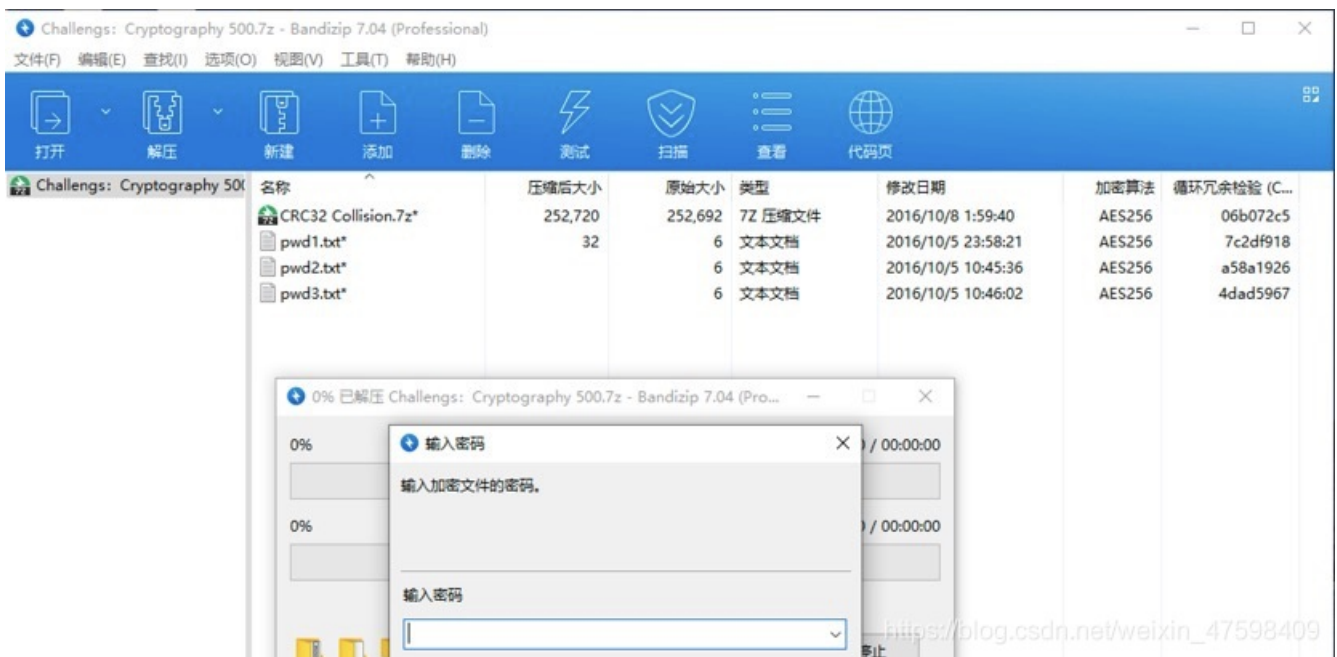 Challengs：Cryptography 500.7z - Bandizip 7.04 (Professional)
文件(F) 编辑(E) 查找(I) 选项(O) 视图(V) 工具(T) 帮助(H)
打开 解压 新建 添加 删除 测试 扫描 查看 代码页
Challengs：Cryptography 50
名称 压缩后大小 原始大小 类型 修改日期 加密算法 循环冗余检验 (C...
CRC32 Collision.7z* 252,720 252,692 7Z 压缩文件 2016/10/8 1:59:40 AES256 06b072c5
pwd1.txt* 32 6 文本文档 2016/10/5 23:58:21 AES256 7c2df918
pwd2.txt* 6 文本文档 2016/10/5 10:45:36 AES256 a58a1926
pwd3.txt* 6 文本文档 2016/10/5 10:46:02 AES256 4dad5967
0% 已解压 Challengs：Cryptography 500.7z - Bandizip 7.04 (Pro...
0% / 00:00:00
输入密码
输入加密文件的密码。
0% / 00:00:00
输入密码
https://blog.csdn.net/weixin_47598409